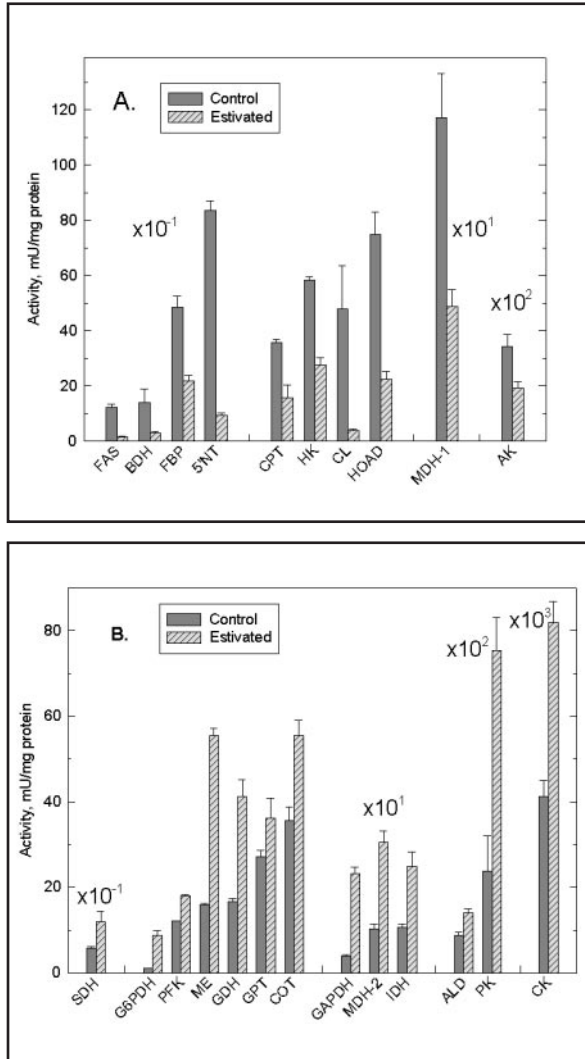 A.
Control
Estivated
x10-1
x101
x102
Activity, mU/mg protein
120
100
80
60
40
20
0
FAS BDH FBP 5'NT CPT HK CL HOAD MDH-1 AK
B.
Control
Estivated
x10-1
x101
x102
x103
Activity, mU/mg protein
80
60
40
20
0
SDH G6PDH PFK ME GDH GPT COT GAPDH MDH-2 IDH ALD PK CK